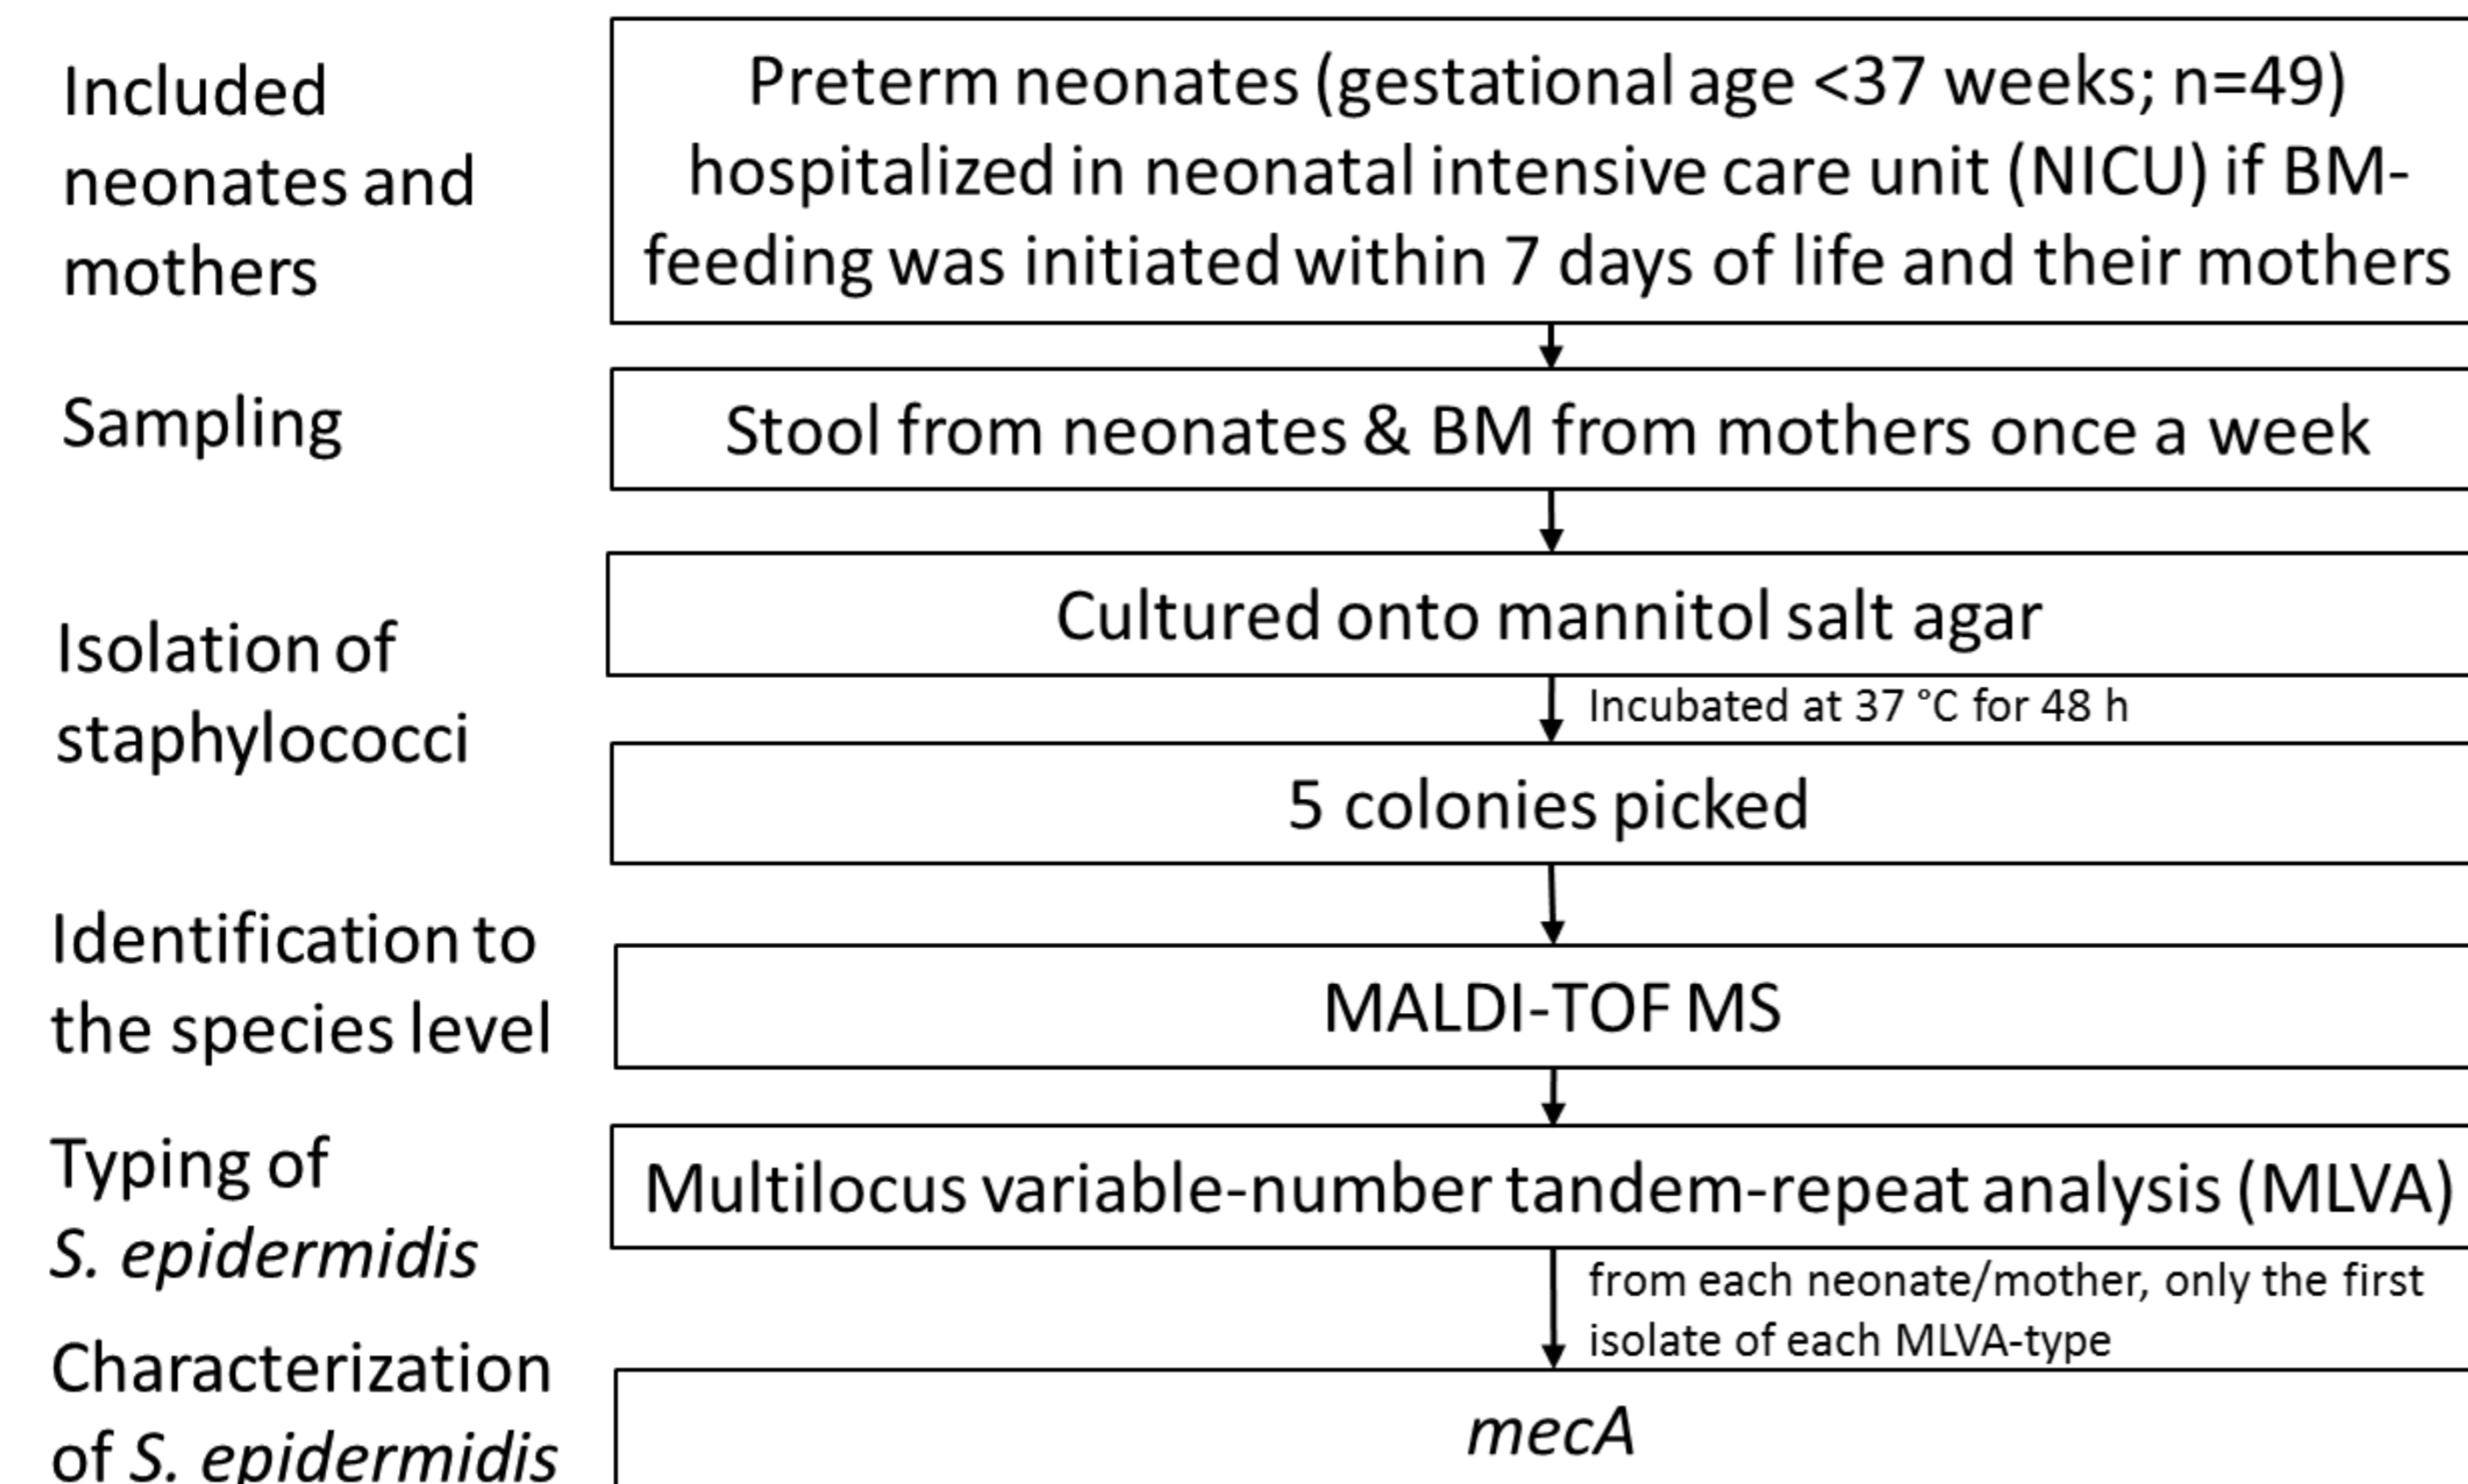 Included
neonates and
mothers
Preterm neonates (gestational age <37 weeks; n=49)
hospitalized in neonatal intensive care unit (NICU) if BM-
feeding was initiated within 7 days of life and their mothers
Sampling
Stool from neonates & BM from mothers once a week
Isolation of
staphylococci
Cultured onto mannitol salt agar
Incubated at 37 °C for 48 h
5 colonies picked
Identification to
the species level
MALDI-TOF MS
Typing of
S. epidermidis
Multilocus variable-number tandem-repeat analysis (MLVA)
from each neonate/mother, only the first
isolate of each MLVA-type
Characterization
of S. epidermidis
mecA